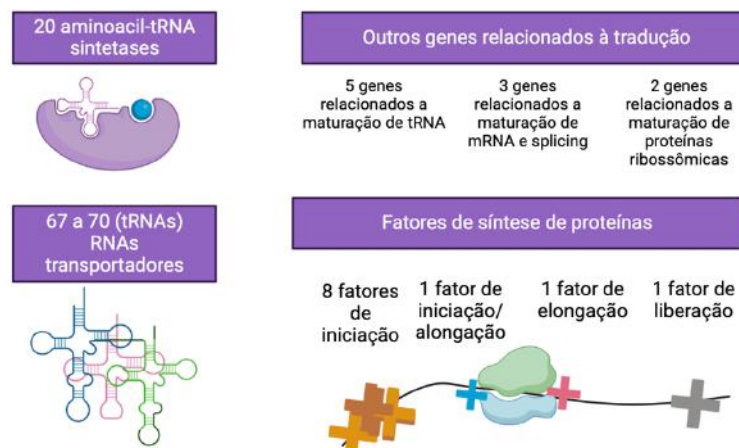 20 aminoacil-tRNA
sintetases
Outros genes relacionados à tradução
5 genes
relacionados a
maturação de tRNA
3 genes
relacionados a
maturação de
mRNA e splicing
2 genes
relacionados a
maturação de
proteínas
ribossômicas
67 a 70 (tRNAs)
RNAs
transportadores
Fatores de síntese de proteínas
8 fatores
de
iniciação
1 fator de
iniciação/
alongação
1 fator de
elongação
1 fator de
liberação